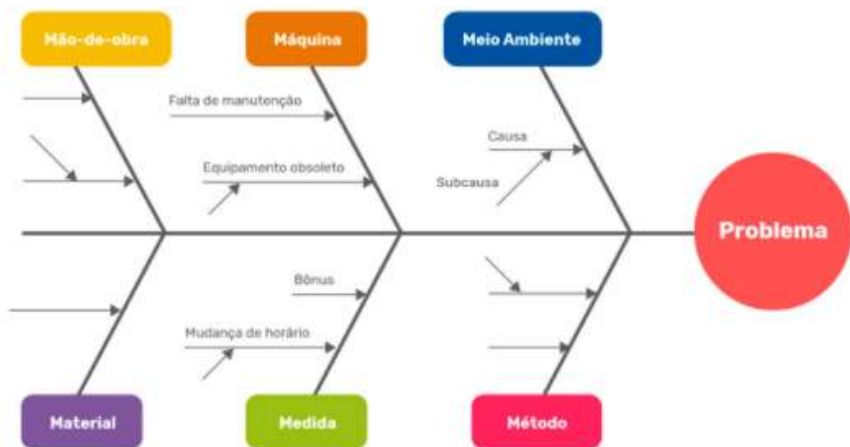 Mão-de-obra
Máquina
Meio Ambiente
Falta de manutenção
Causa
Equipamento obsoleto
Subcausa
Problema
Bônus
Mudança de horário
Material
Medida
Método